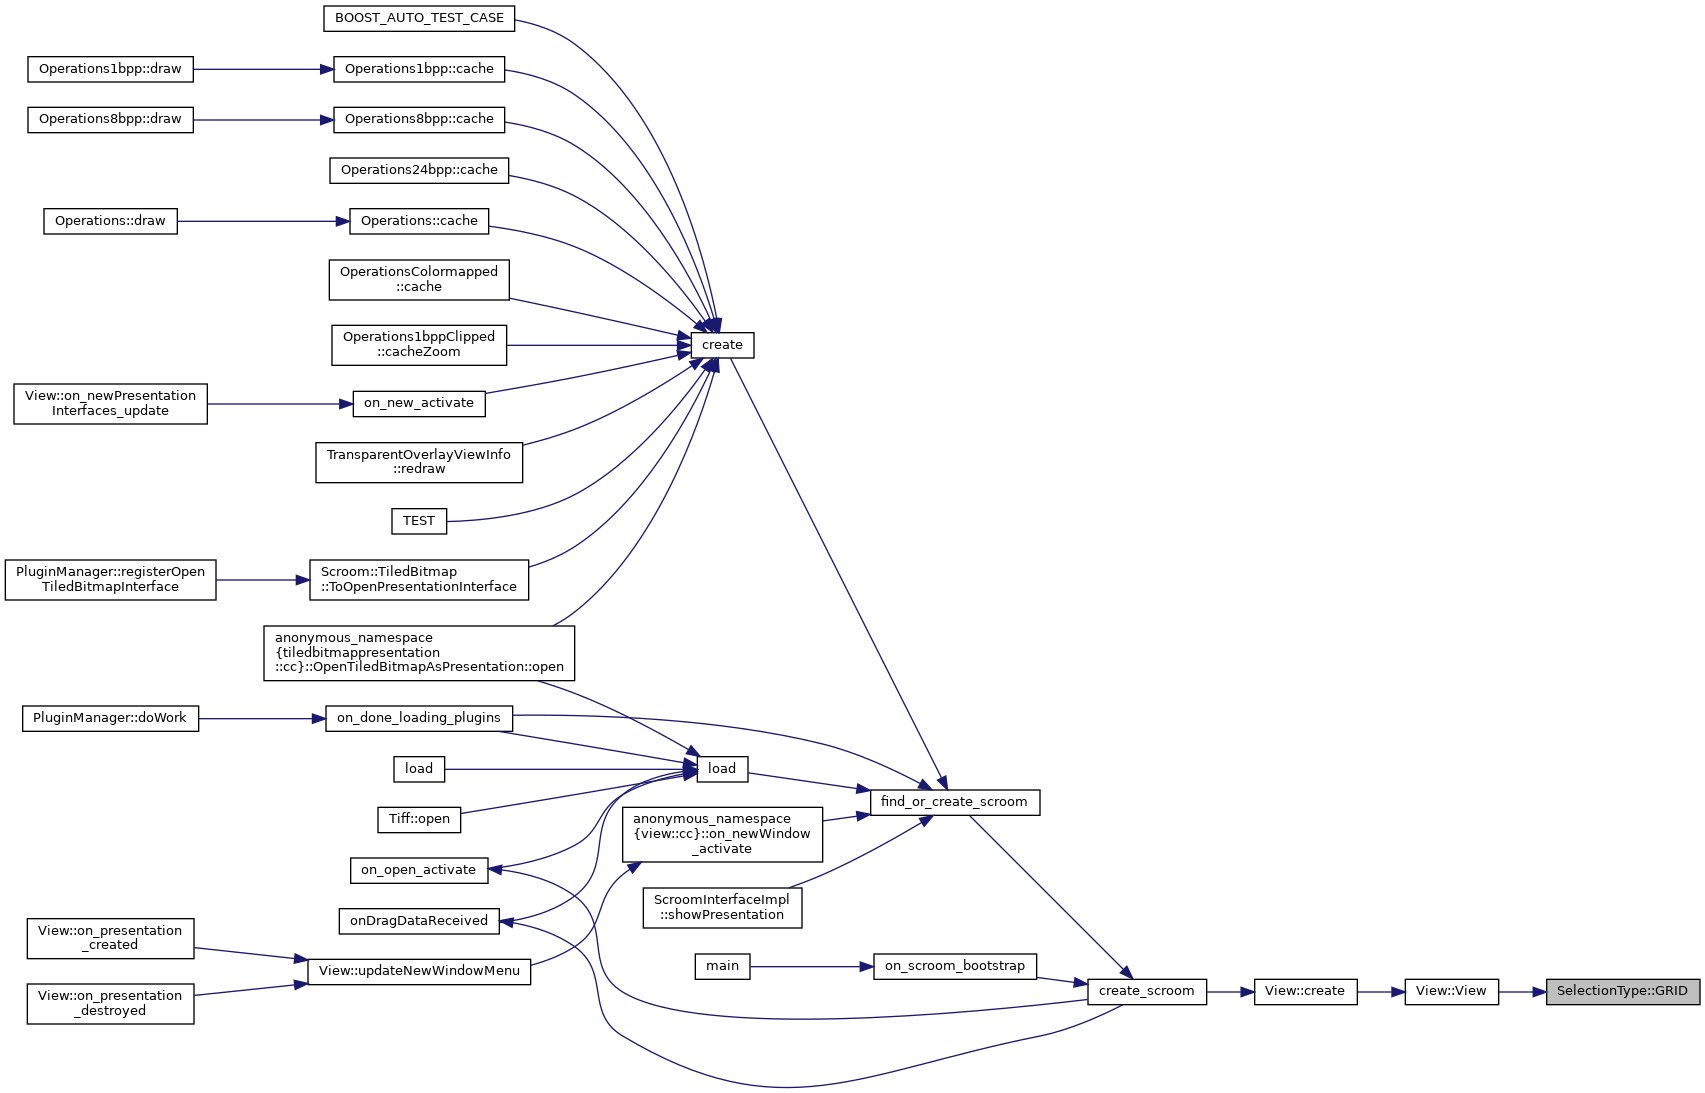 BOOST_AUTO_TEST_CASE
Operations1bpp::draw
Operations1bpp::cache
Operations8bpp::draw
Operations8bpp::cache
Operations24bpp::cache
Operations::draw
Operations::cache
OperationsColormapped
::cache
Operations1bppClipped
::cacheZoom
create
View::on_newPresentation
Interfaces_update
on_new_activate
TransparentOverlayViewInfo
::redraw
TEST
PluginManager::registerOpen
TiledBitmapInterface
Scroom::TiledBitmap
::ToOpenPresentationInterface
anonymous_namespace
{tiledbitmappresentation
::cc}::OpenTiledBitmapAsPresentation::open
PluginManager::doWork
on_done_loading_plugins
load
load
Tiff::open
find_or_create_scroom
anonymous_namespace
{view::cc}::on_newWindow
_activate
on_open_activate
ScroomInterfaceImpl
::showPresentation
onDragDataReceived
View::on_presentation
_created
View::updateNewWindowMenu
View::on_presentation
_destroyed
main
on_scroom_bootstrap
create_scroom
View::create
View::View
SelectionType::GRID